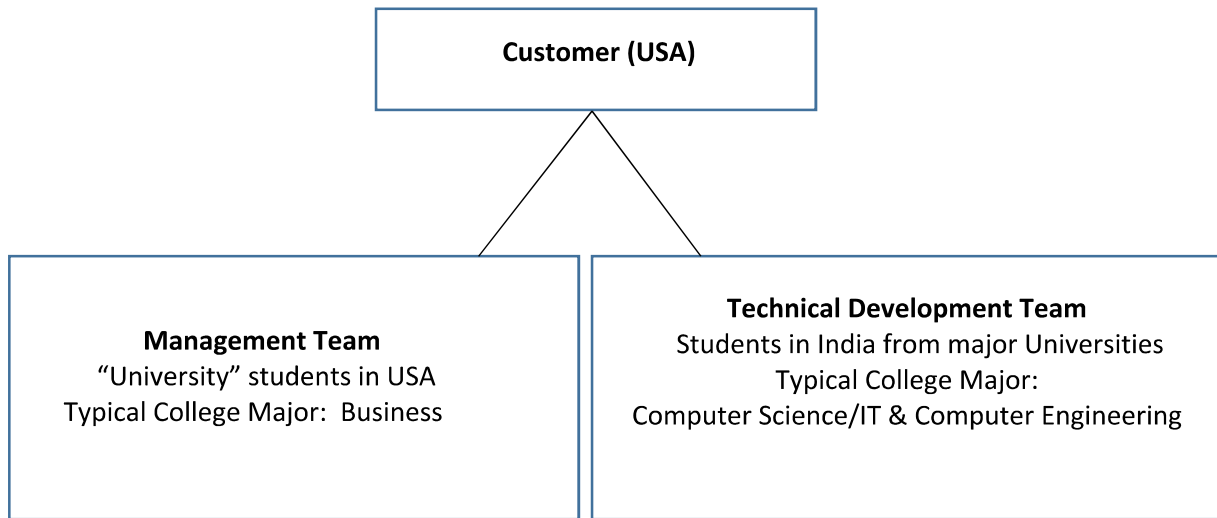 Customer (USA)
Management Team
“University” students in USA
Typical College Major:  Business
Technical Development Team
Students in India from major Universities
Typical College Major:
Computer Science/IT & Computer Engineering